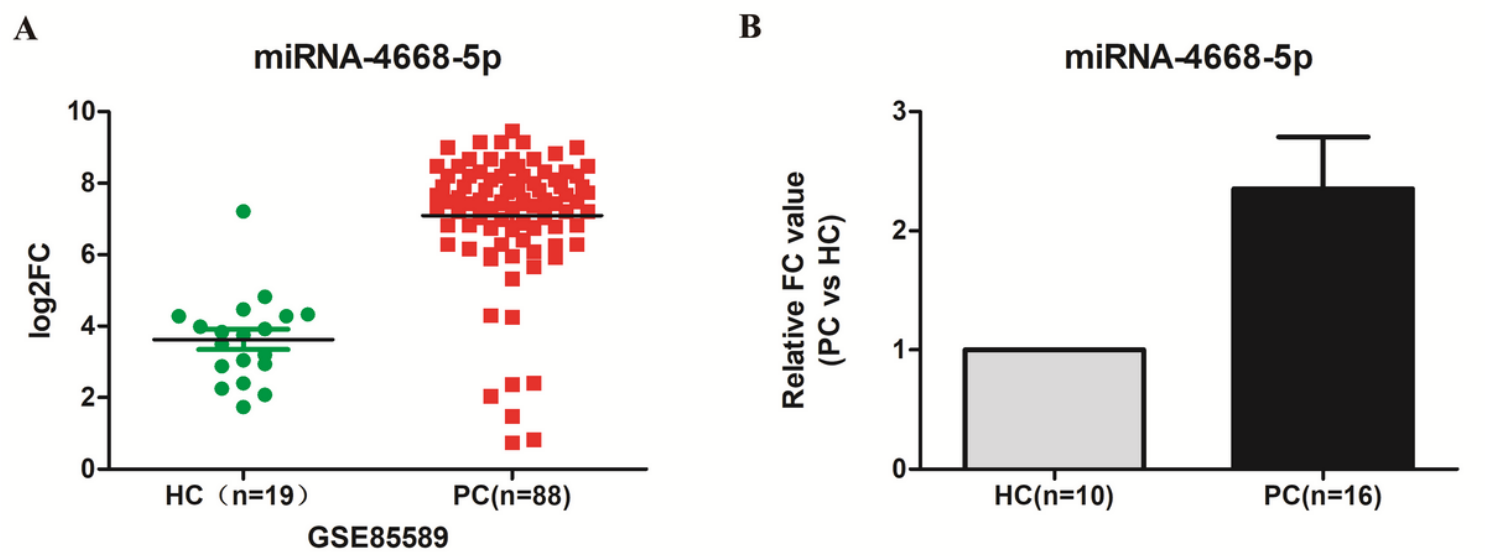 A
miRNA-4668-5p
10
8
6
4
2
0
log2FC
HC（n=19）
PC(n=88)
GSE85589
B
miRNA-4668-5p
3
2
1
0
Relative FC value
(PC vs HC)
HC(n=10)
PC(n=16)